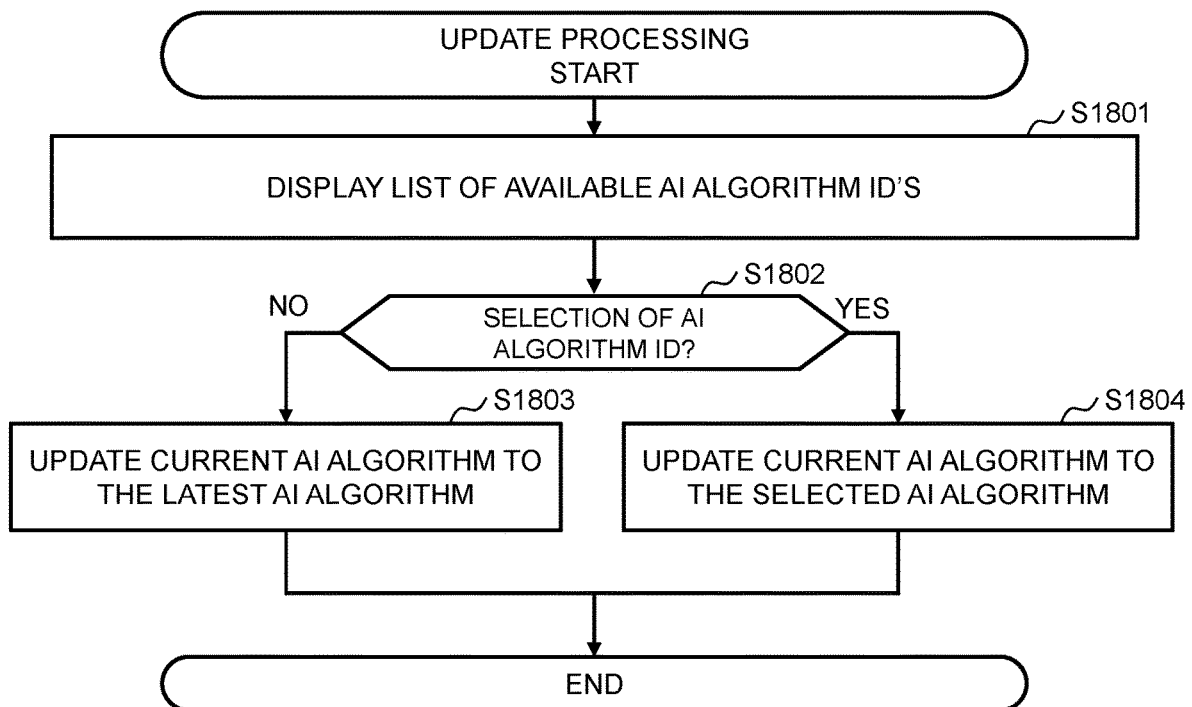 UPDATE PROCESSING
START
S1801
DISPLAY LIST OF AVAILABLE AI ALGORITHM ID'S
S1802
NO
SELECTION OF AI
ALGORITHM ID?
YES
S1803
UPDATE CURRENT AI ALGORITHM TO
THE LATEST AI ALGORITHM
S1804
UPDATE CURRENT AI ALGORITHM TO
THE SELECTED AI ALGORITHM
END